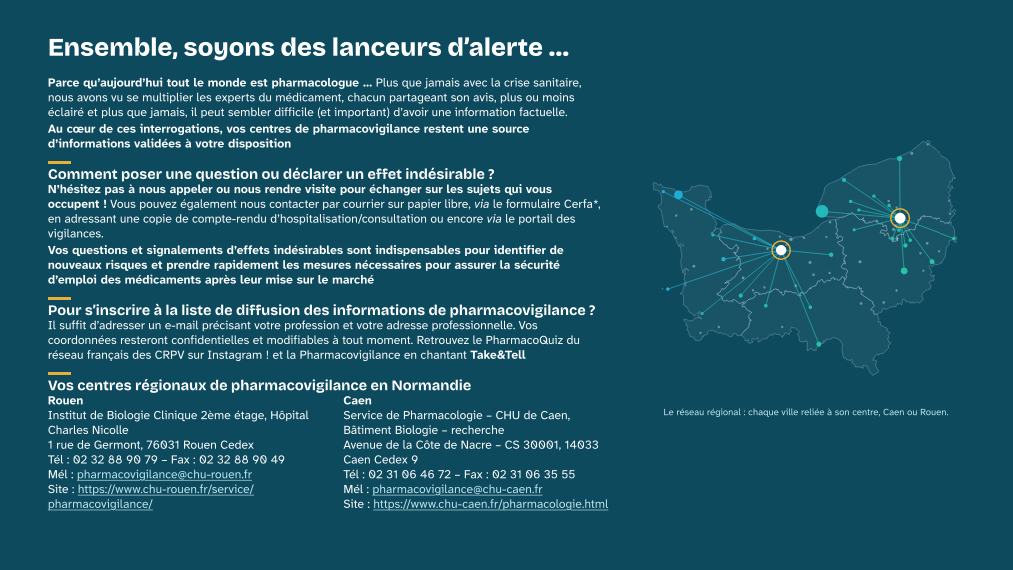 Ensemble, soyons des lanceurs d'alerte ...
Parce qu'aujourd'hui tout le monde est pharmacologue ... Plus que jamais avec la crise sanitaire,
nous avons vu se multiplier les experts du médicament, chacun partageant son avis, plus ou moins
éclairé et plus que jamais, il peut sembler difficile (et important) d'avoir une information factuelle.
Au cœur de ces interrogations, vos centres de pharmacovigilance restent une source
d'informations validées à votre disposition
Comment poser une question ou déclarer un effet indésirable ?
N'hésitez pas à nous appeler ou nous rendre visite pour échanger sur les sujets qui vous
occupent ! Vous pouvez également nous contacter par courrier sur papier libre, via le formulaire Cerfa*,
en adressant une copie de compte-rendu d'hospitalisation/consultation ou encore via le portail des
vigilances.
Vos questions et signalements d'effets indésirables sont indispensables pour identifier de
nouveaux risques et prendre rapidement les mesures nécessaires pour assurer la sécurité
d'emploi des médicaments après leur mise sur le marché
Pour s'inscrire à la liste de diffusion des informations de pharmacovigilance ?
Il suffit d'adresser un e-mail précisant votre profession et votre adresse professionnelle. Vos
coordonnées resteront confidentielles et modifiables à tout moment. Retrouvez le PharmacoQuiz du
réseau français des CRPV sur Instagram ! et la Pharmacovigilance en chantant Take&Tell
Vos centres régionaux de pharmacovigilance en Normandie
Rouen
Institut de Biologie Clinique 2ème étage, Hôpital
Charles Nicolle
1 rue de Germont, 76031 Rouen Cedex
Tél : 02 32 88 90 79 – Fax : 02 32 88 90 49
Mél : pharmacovigilance@chu-rouen.fr
Site : https://www.chu-rouen.fr/service/
pharmacovigilance/
Caen
Service de Pharmacologie – CHU de Caen,
Bâtiment Biologie – recherche
Avenue de la Côte de Nacre – CS 30001, 14033
Caen Cedex 9
Tél : 02 31 06 46 72 – Fax : 02 31 06 35 55
Mél : pharmacovigilance@chu-caen.fr
Site : https://www.chu-caen.fr/pharmacologie.html
Le réseau régional : chaque ville reliée à son centre, Caen ou Rouen.